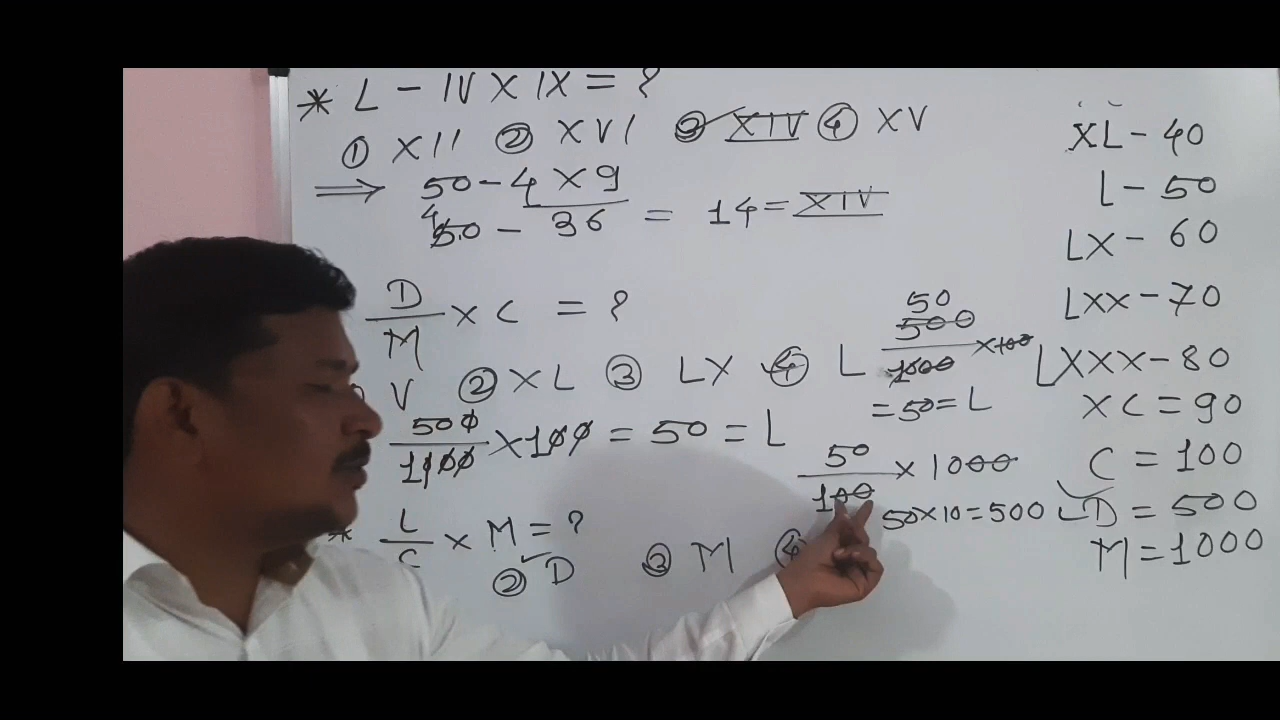 * L - IV X IX = ?
① XII ② XVI ③ XIV ④ XV
⇒ 50 - 4 X 9
50 - 36 = 14 = XIV
D/M X C = ?
V ② XL ③ LX ④ L
500/1000 X 100 = 50 = L
* L/C X M = ?
② D ③ M ④
50
500/1000 X 100
= 50 = L
50/100 X 1000
50 X 10 = 500
XL - 40
L - 50
LX - 60
LXX - 70
LXXX - 80
XC = 90
C = 100
D = 500
M = 1000